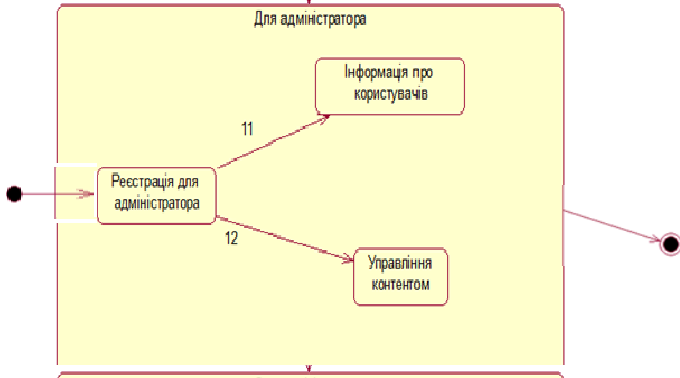 Для адміністратора
Інформація про
користувачів
11
Реєстрація для
адміністратора
12
Управління
контентом